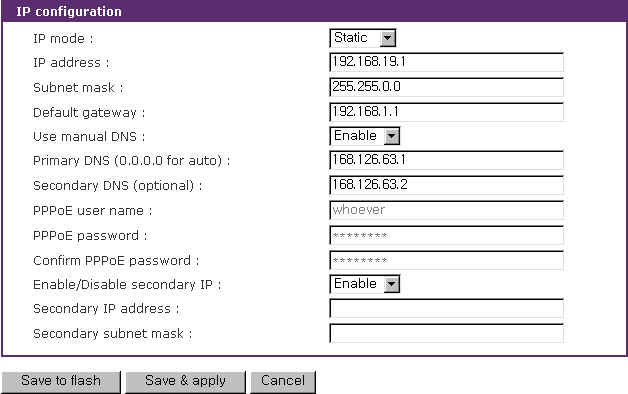 IP configuration
IP mode : Static
IP address : 192.168.19.1
Subnet mask : 255.255.0.0
Default gateway : 192.168.1.1
Use manual DNS : Enable
Primary DNS (0.0.0.0 for auto) : 168.126.63.1
Secondary DNS (optional) : 168.126.63.2
PPPoE user name : whoever
PPPoE password : ********
Confirm PPPoE password : ********
Enable/Disable secondary IP : Enable
Secondary IP address :
Secondary subnet mask :
Save to flash Save & apply Cancel